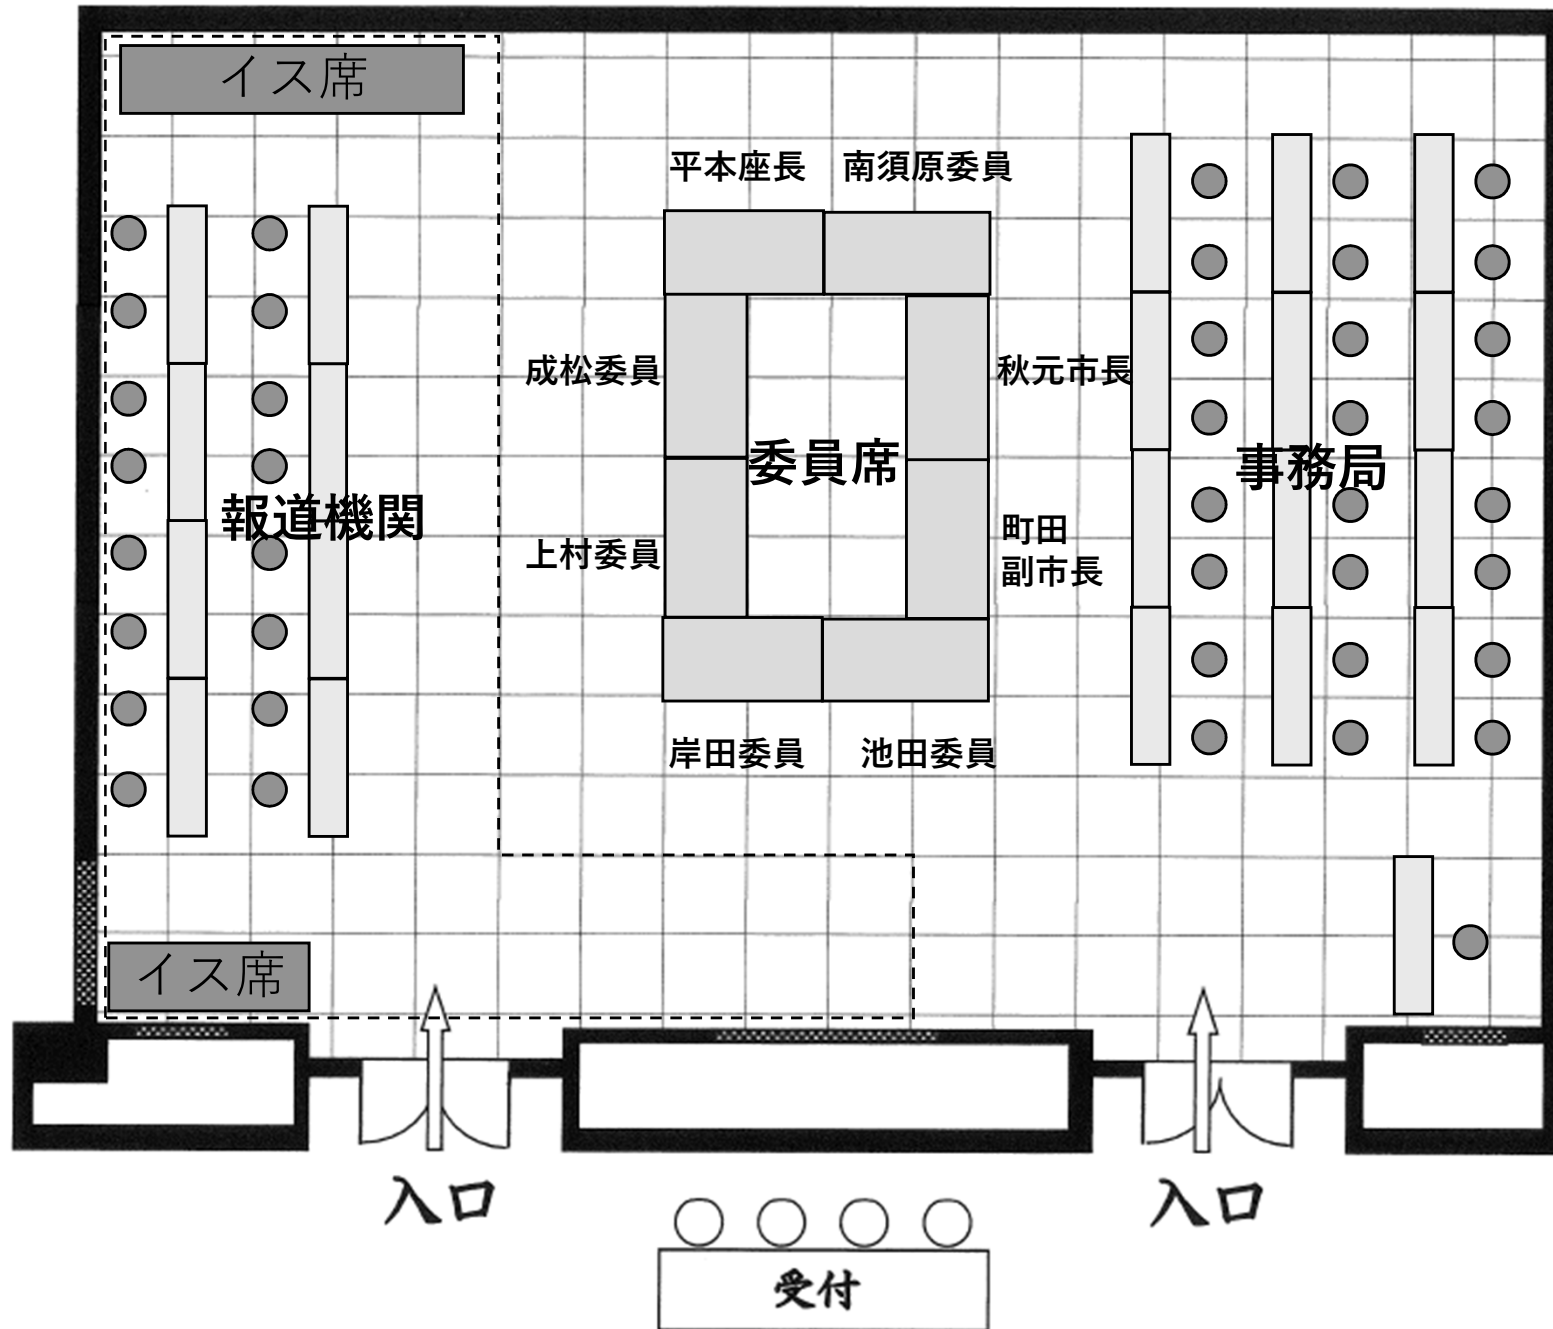 イス席
平本座長
南須原委員
成松委員
秋元市長
委員席
事務局
報道機関
上村委員
町田
副市長
岸田委員
池田委員
イス席
入口
入口
受付